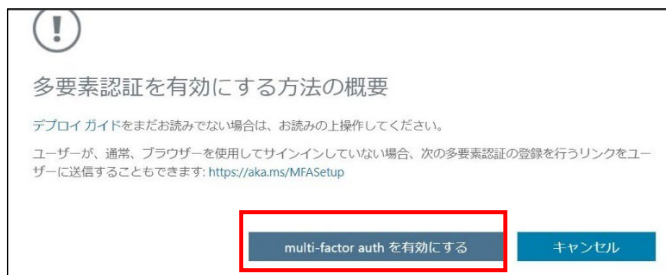 多要素認証を有効にする方法の概要
デプロイ ガイドをまだお読みでない場合は、お読みの上操作してください。
ユーザーが、通常、ブラウザーを使用してサインインしていない場合、次の多要素認証の登録を行うリンクをユー
ザーに送信することもできます: https://aka.ms/MFASetup
multi-factor auth を有効にする
キャンセル